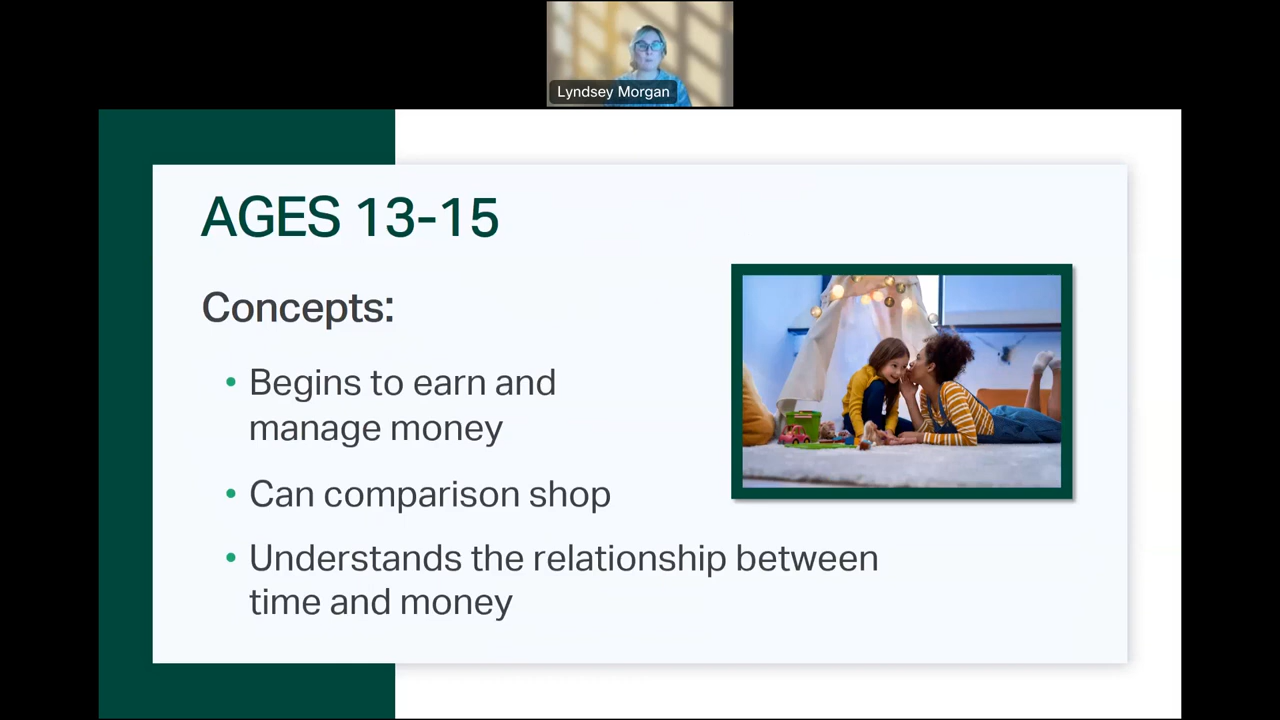 Lyndsey Morgan
AGES 13-15
Concepts:
• Begins to earn and
manage money
• Can comparison shop
• Understands the relationship between
time and money